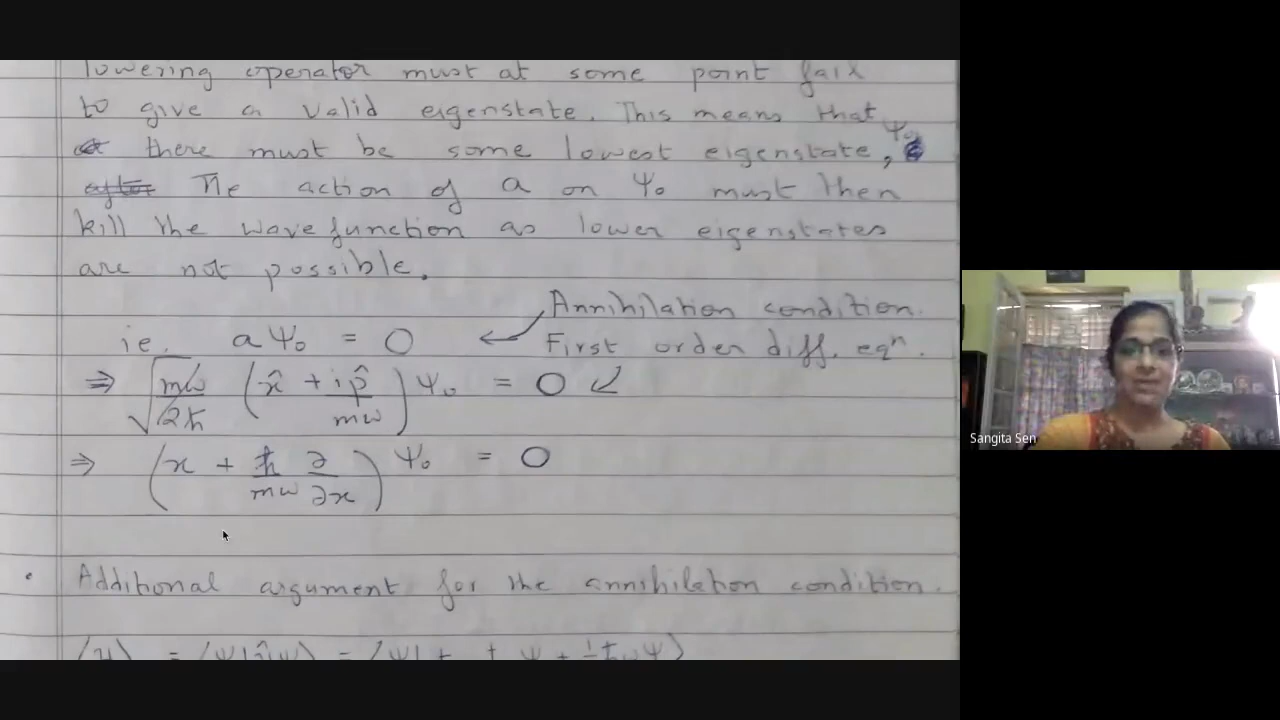 lowering operator must at some point fail
to give a valid eigenstate. This means that
there must be some lowest eigenstate, ψ₀
The action of a on ψ₀ must then
kill the wavefunction as lower eigenstates
are not possible.
Annihilation condition.
ie. aψ₀ = 0 ← First order diff. eqⁿ.
⇒ √(mω/2ħ) (x̂ + ip̂/mω) ψ₀ = 0 ↙
⇒ (x + ħ/mω ∂/∂x) ψ₀ = 0
• Additional argument for the annihilation condition.
Sangita Sen